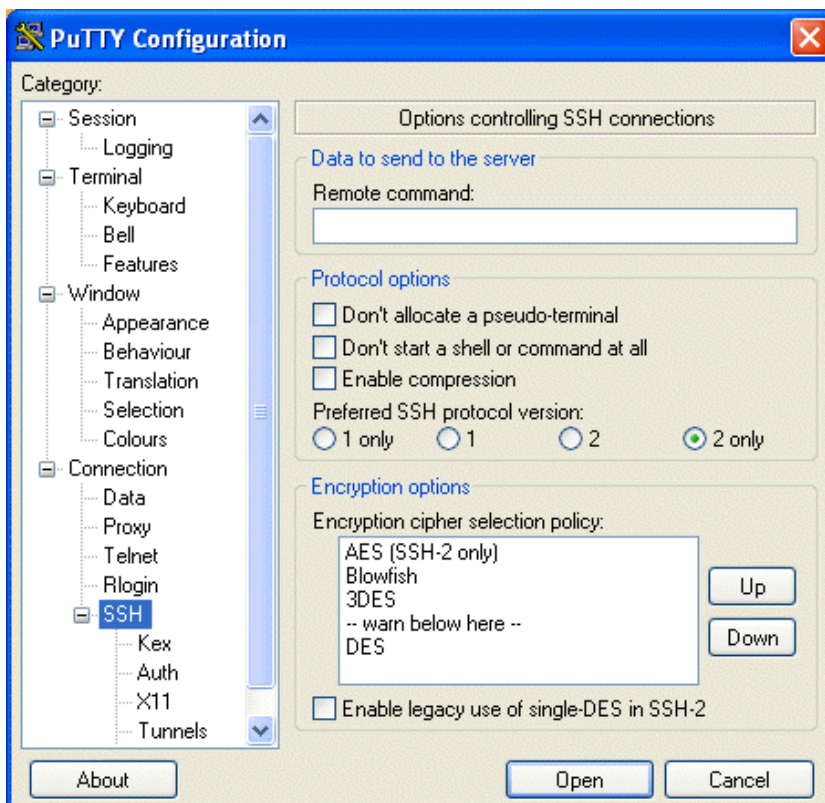 PuTTY Configuration
Category:
Session
Logging
Terminal
Keyboard
Bell
Features
Window
Appearance
Behaviour
Translation
Selection
Colours
Connection
Data
Proxy
Telnet
Rlogin
SSH
Kex
Auth
X11
Tunnels
Options controlling SSH connections
Data to send to the server
Remote command:
Protocol options
Don't allocate a pseudo-terminal
Don't start a shell or command at all
Enable compression
Preferred SSH protocol version:
1 only 1 2 2 only
Encryption options
Encryption cipher selection policy:
AES (SSH-2 only)
Blowfish
3DES
-- warn below here --
DES
Up
Down
Enable legacy use of single-DES in SSH-2
About Open Cancel